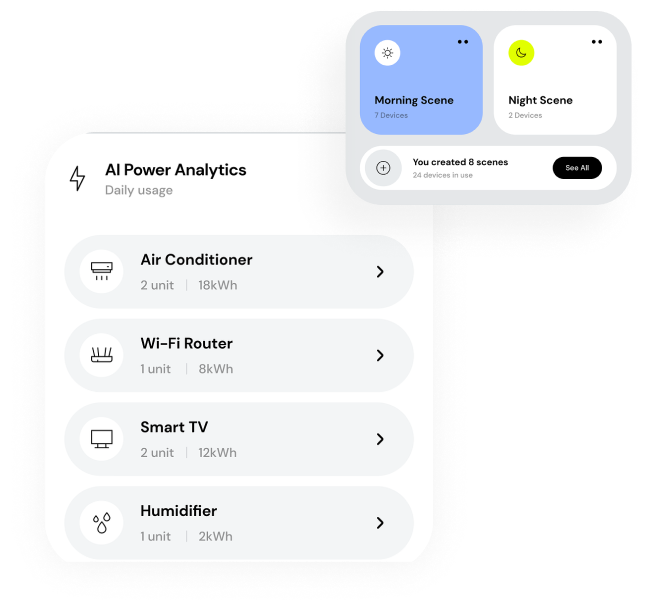 Morning Scene
7 Devices
Night Scene
2 Devices
You created 8 scenes
24 devices in use
See All
AI Power Analytics
Daily usage
Air Conditioner
2 unit | 18kWh
Wi-Fi Router
1 unit | 8kWh
Smart TV
2 unit | 12kWh
Humidifier
1 unit | 2kWh